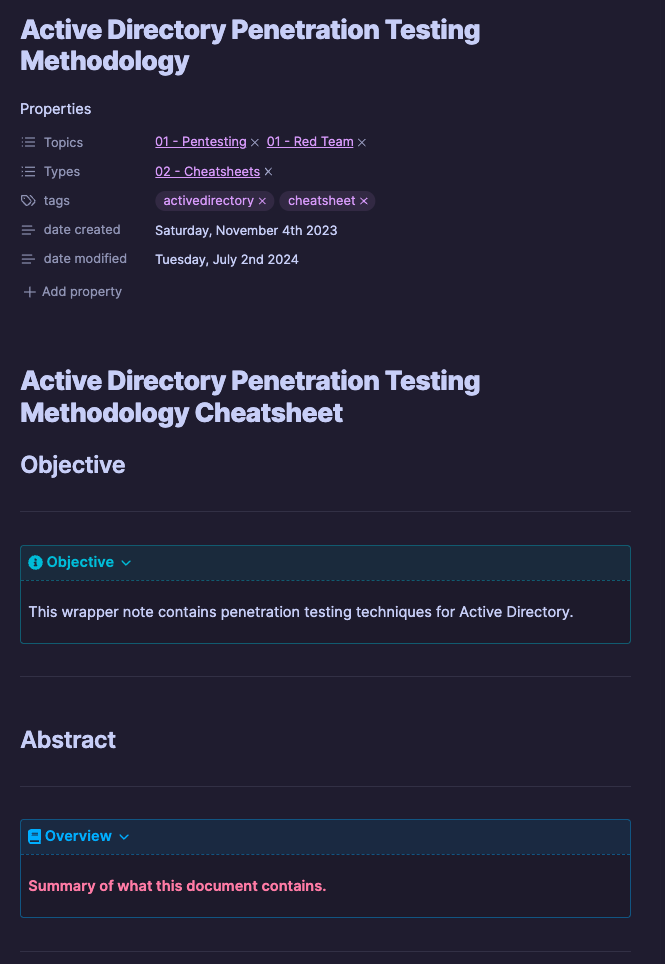 Active Directory Penetration Testing
Methodology
Properties
Topics 01 - Pentesting × 01 - Red Team ×
Types 02 - Cheatsheets ×
tags activedirectory × cheatsheet ×
date created Saturday, November 4th 2023
date modified Tuesday, July 2nd 2024
+ Add property
Active Directory Penetration Testing
Methodology Cheatsheet
Objective
Objective
This wrapper note contains penetration testing techniques for Active Directory.
Abstract
Overview
Summary of what this document contains.